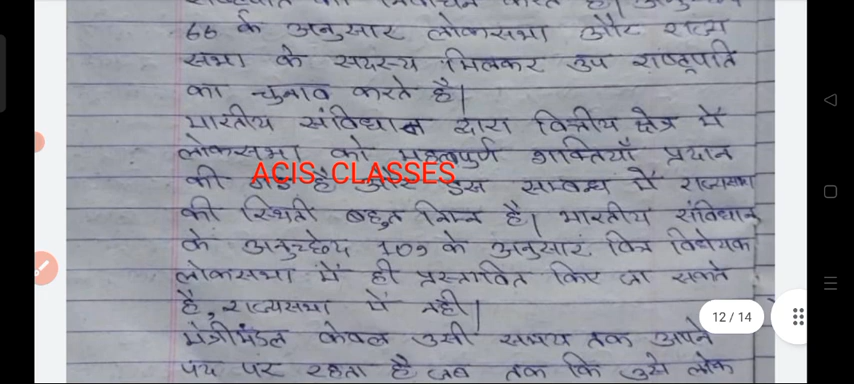 66 के अनुसार लोकसभा और राज्य
सभा के सदस्य मिलकर उप राष्ट्रपति
का चुनाव करते है।
भारतीय संविधान द्वारा वित्तीय क्षेत्र में
लोकसभा को महत्वपुर्ण शक्तियाँ प्रदान
ACIS CLASSES
की गई है और इस सम्बन्ध में राज्यसभा
की स्थिती बहुत निम्न है। भारतीय संविधान
के अनुच्छेद 109 के अनुसार वित्त विधेयक
लोकसभा में ही प्रस्तावित किए जा सकते
है, राज्यसभा में नही।
12 / 14
मंत्रीमंडल केवल उसी समय तक अपने
पद पर रहता है जब तक कि उसे लोक